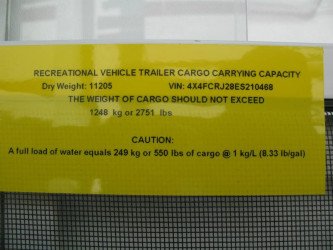 RECREATIONAL VEHICLE TRAILER CARGO CARRYING CAPACITY
Dry Weight: 11205 VIN: 4X4FCRJ28ES210468
THE WEIGHT OF CARGO SHOULD NOT EXCEED
1248 kg or 2751 lbs
CAUTION:
A full load of water equals 249 kg or 550 lbs of cargo @ 1 kg/L (8.33 lb/gal)